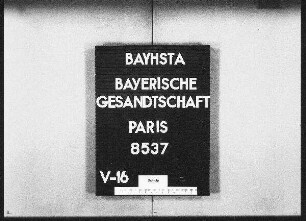 BAYHSTA
BAYERISCHE
GESANDTSCHAFT
PARIS
8537
V-16